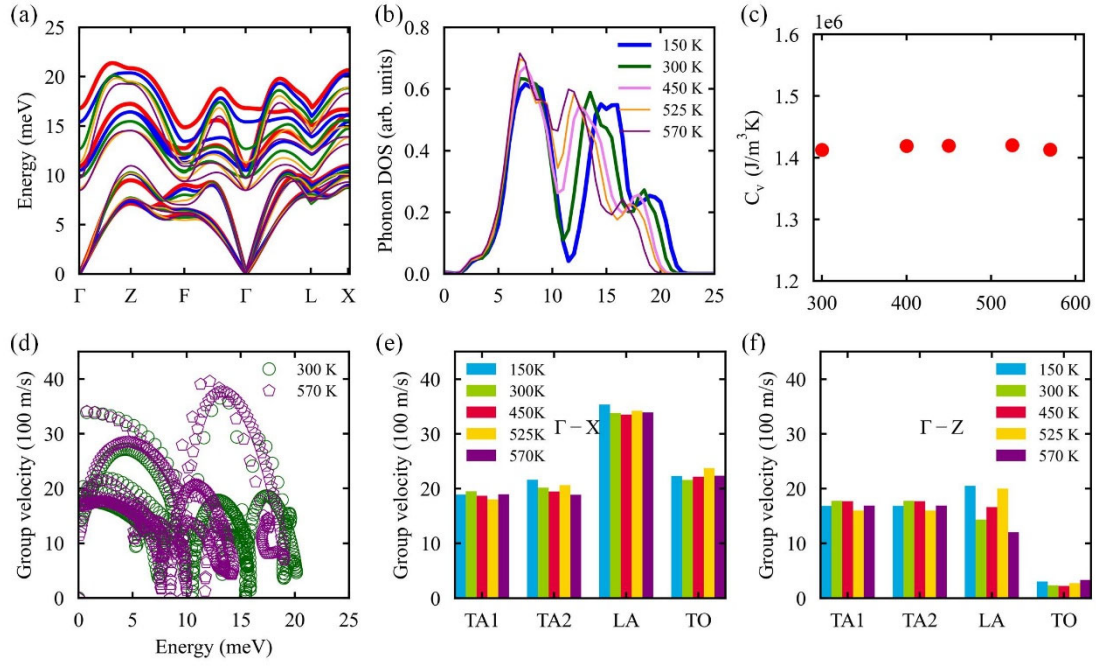 (a)
Energy (meV)
25
20
15
10
5
0
Γ Z F Γ L X
(b)
Phonon DOS (arb. units)
0.8
0.6
0.4
0.2
0.0
0 5 10 15 20 25
150 K
300 K
450 K
525 K
570 K
(c)
1e6
C_v (J/m³K)
1.6
1.5
1.4
1.3
1.2
300 400 500 600
(d)
Group velocity (100 m/s)
40
30
20
10
0
0 5 10 15 20 25
Energy (meV)
300 K
570 K
(e)
Group velocity (100 m/s)
40
30
20
10
0
TA1 TA2 LA TO
150K
300K
450K
525K
570K
Γ − X
(f)
Group velocity (100 m/s)
40
30
20
10
0
TA1 TA2 LA TO
150 K
300 K
450 K
525 K
570 K
Γ − Z